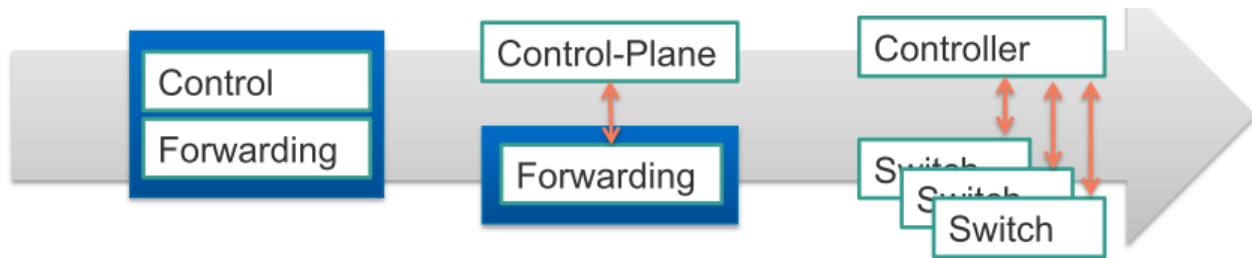 Control
Forwarding
Control-Plane
Forwarding
Controller
Switch
Switch
Switch